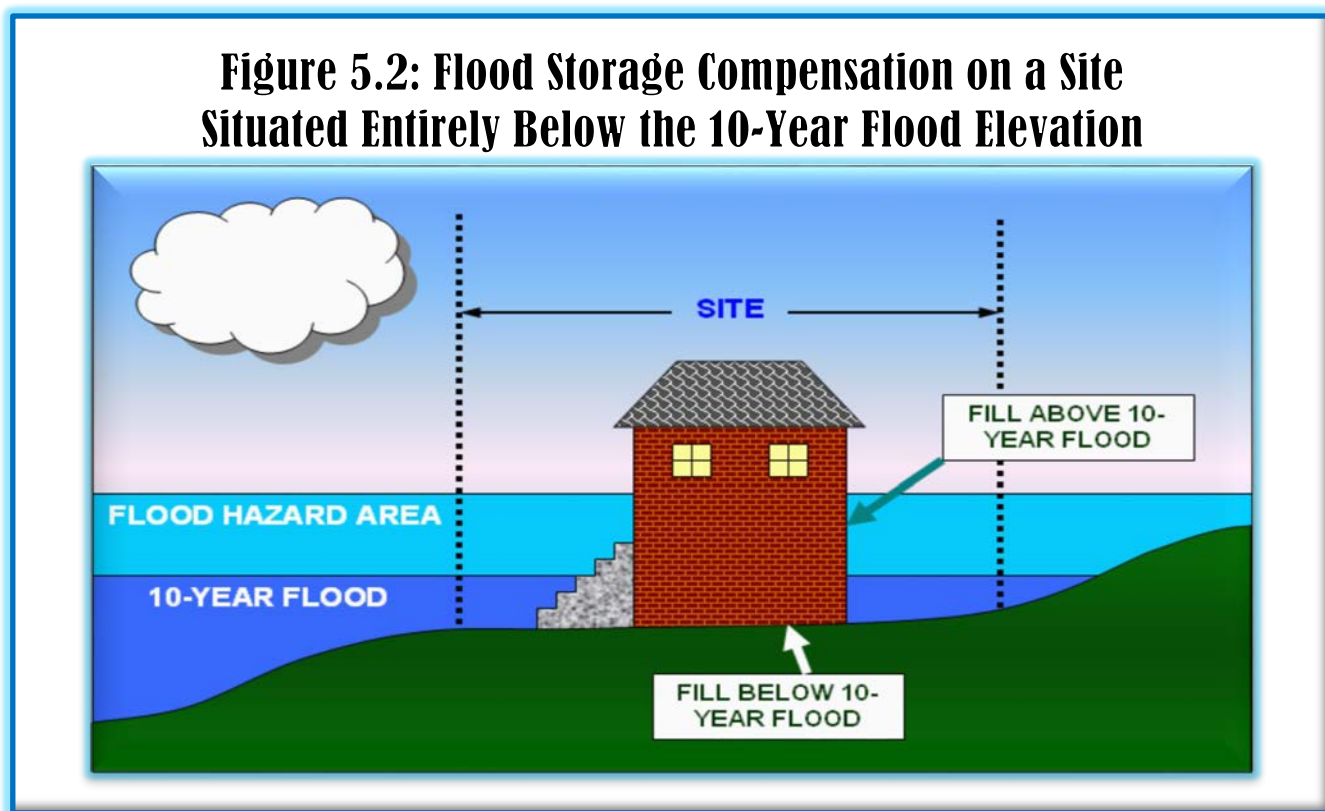 Figure 5.2: Flood Storage Compensation on a Site
Situated Entirely Below the 10-Year Flood Elevation
SITE
FILL ABOVE 10-
YEAR FLOOD
FLOOD HAZARD AREA
10-YEAR FLOOD
FILL BELOW 10-
YEAR FLOOD